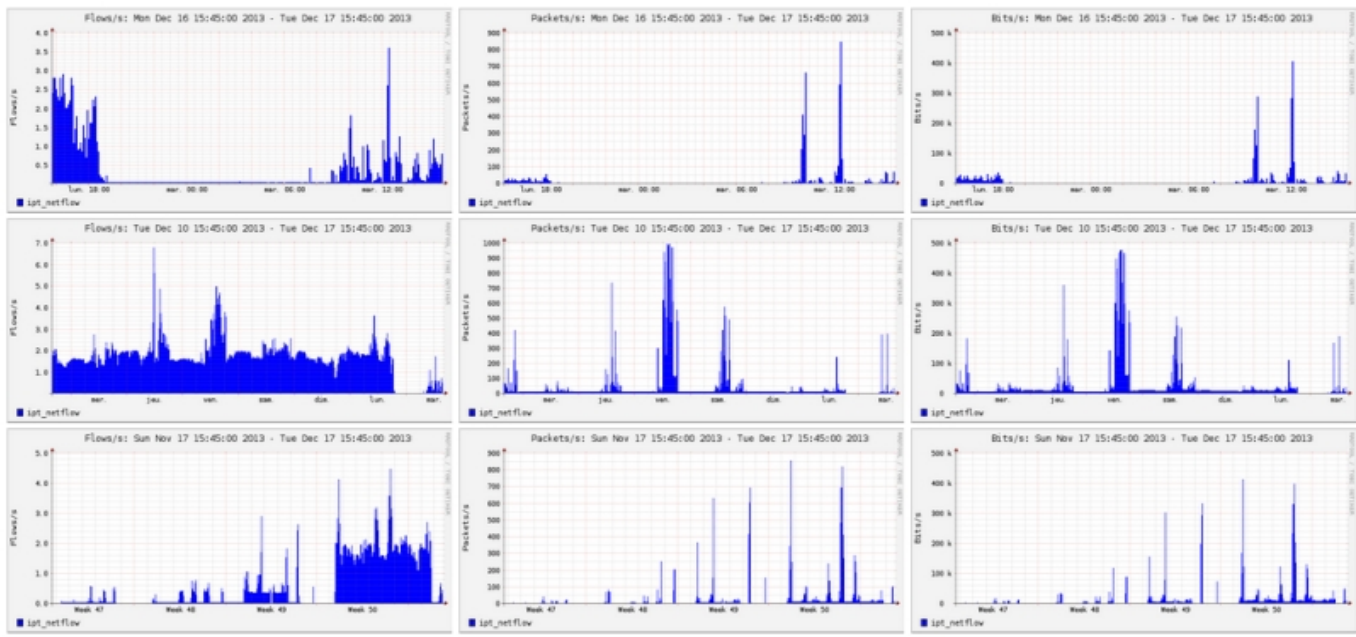 Flows/s: Mon Dec 16 15:45:00 2013 - Tue Dec 17 15:45:00 2013
4.0
3.5
3.0
2.5
2.0
1.5
1.0
0.5
Flows/s
lun. 18:00 mar. 00:00 mar. 06:00 mar. 12:00
ipt_netflow
Packets/s: Mon Dec 16 15:45:00 2013 - Tue Dec 17 15:45:00 2013
900
800
700
600
500
400
300
200
100
0
Packets/s
lun. 18:00 mar. 00:00 mar. 06:00 mar. 12:00
ipt_netflow
Bits/s: Mon Dec 16 15:45:00 2013 - Tue Dec 17 15:45:00 2013
500 k
400 k
300 k
200 k
100 k
0
Bits/s
lun. 18:00 mar. 00:00 mar. 06:00 mar. 12:00
ipt_netflow
Flows/s: Tue Dec 10 15:45:00 2013 - Tue Dec 17 15:45:00 2013
7.0
6.0
5.0
4.0
3.0
2.0
1.0
Flows/s
mer. jeu. ven. sam. dim. lun. mar.
ipt_netflow
Packets/s: Tue Dec 10 15:45:00 2013 - Tue Dec 17 15:45:00 2013
1000
900
800
700
600
500
400
300
200
100
0
Packets/s
mer. jeu. ven. sam. dim. lun. mar.
ipt_netflow
Bits/s: Tue Dec 10 15:45:00 2013 - Tue Dec 17 15:45:00 2013
500 k
400 k
300 k
200 k
100 k
0
Bits/s
mer. jeu. ven. sam. dim. lun. mar.
ipt_netflow
Flows/s: Sun Nov 17 15:45:00 2013 - Tue Dec 17 15:45:00 2013
5.0
4.0
3.0
2.0
1.0
0.0
Flows/s
Week 47 Week 48 Week 49 Week 50
ipt_netflow
Packets/s: Sun Nov 17 15:45:00 2013 - Tue Dec 17 15:45:00 2013
900
800
700
600
500
400
300
200
100
0
Packets/s
Week 47 Week 48 Week 49 Week 50
ipt_netflow
Bits/s: Sun Nov 17 15:45:00 2013 - Tue Dec 17 15:45:00 2013
500 k
400 k
300 k
200 k
100 k
0
Bits/s
Week 47 Week 48 Week 49 Week 50
ipt_netflow